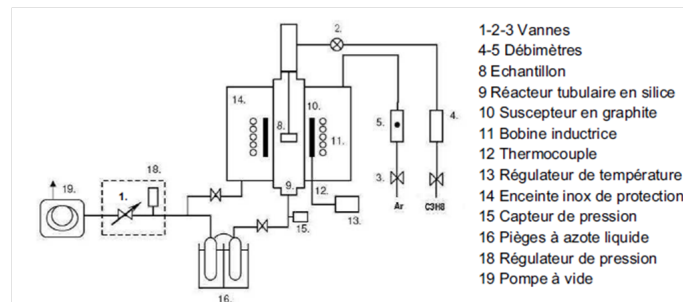 2.
14.
10.
8.
11.
5.
4.
18.
19.
1.
9.
12.
3.
13.
15.
16.
Ar
C3H8
1-2-3 Vannes
4-5 Débimètres
8 Echantillon
9 Réacteur tubulaire en silice
10 Suscepteur en graphite
11 Bobine inductrice
12 Thermocouple
13 Régulateur de température
14 Enceinte inox de protection
15 Capteur de pression
16 Pièges à azote liquide
18 Régulateur de pression
19 Pompe à vide